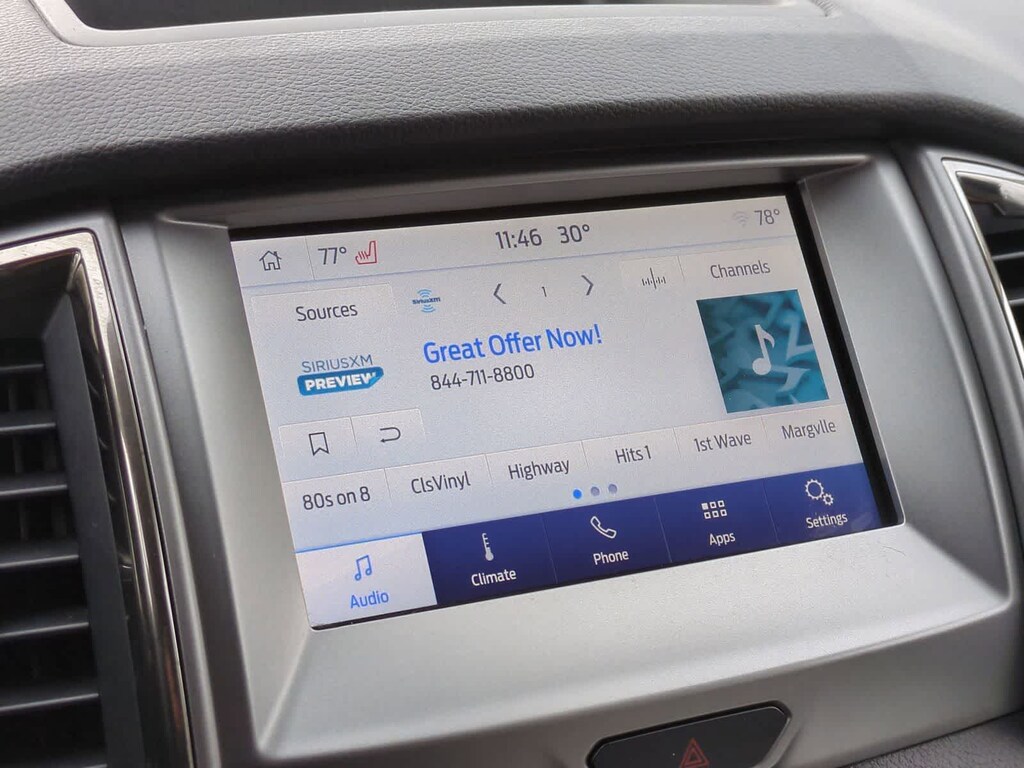 77° 11:46 30° 78°
Sources SiriusXM 1 Channels
SIRIUSXM
PREVIEW
Great Offer Now!
844-711-8800
80s on 8 ClsVinyl Highway Hits 1 1st Wave Margvlle
Audio Climate Phone Apps Settings